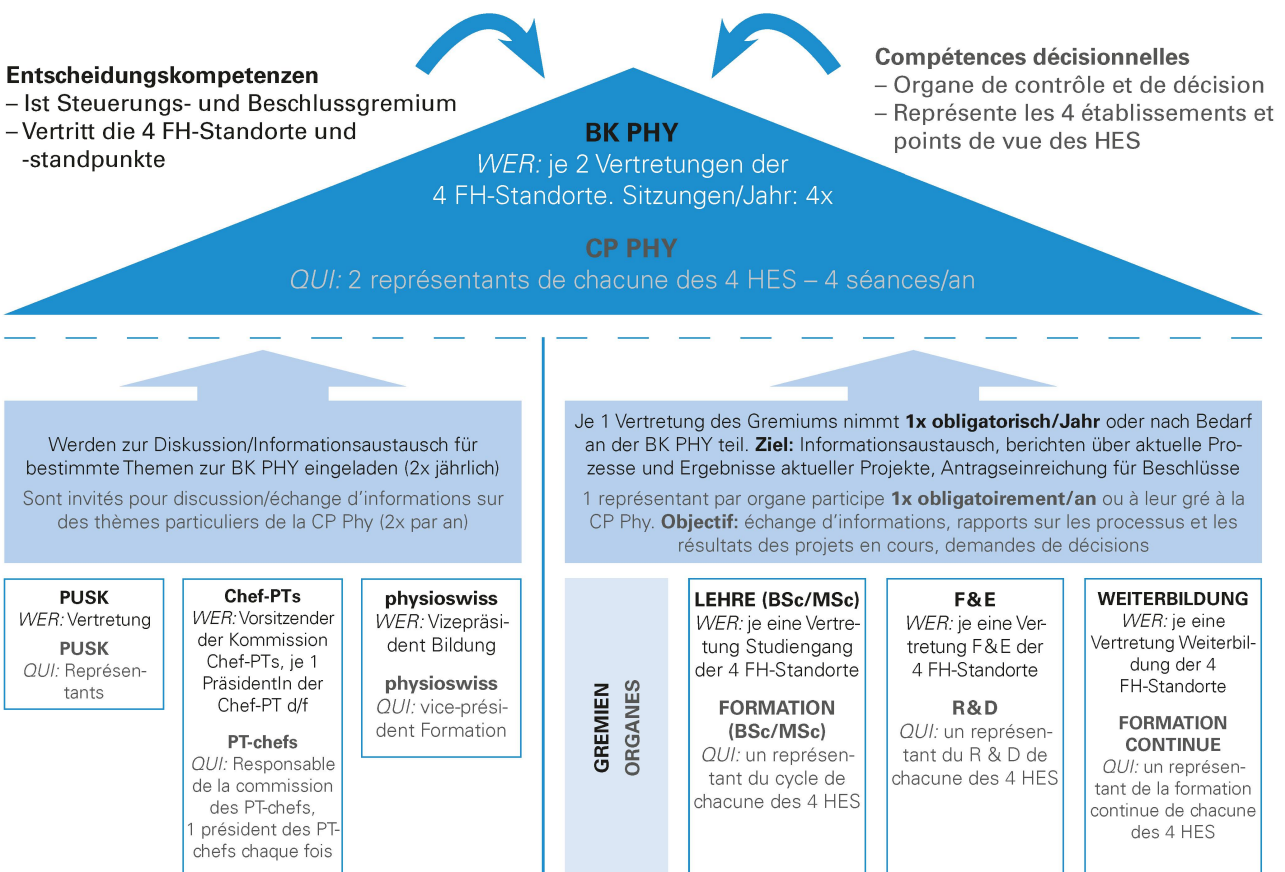 Entscheidungskompetenzen
– Ist Steuerungs- und Beschlussgremium
– Vertritt die 4 FH-Standorte und
-standpunkte
Compétences décisionnelles
– Organe de contrôle et de décision
– Représente les 4 établissements et
points de vue des HES
BK PHY
WER: je 2 Vertretungen der
4 FH-Standorte. Sitzungen/Jahr: 4x
CP PHY
QUI: 2 représentants de chacune des 4 HES – 4 séances/an
Werden zur Diskussion/Informationsaustausch für
bestimmte Themen zur BK PHY eingeladen (2x jährlich)
Sont invités pour discussion/échange d’informations sur
des thèmes particuliers de la CP Phy (2x par an)
Je 1 Vertretung des Gremiums nimmt 1x obligatorisch/Jahr oder nach Bedarf
an der BK PHY teil. Ziel: Informationsaustausch, berichten über aktuelle Pro-
zesse und Ergebnisse aktueller Projekte, Antragseinreichung für Beschlüsse
1 représentant par organe participe 1x obligatoirement/an ou à leur gré à la
CP Phy. Objectif: échange d’informations, rapports sur les processus et les
résultats des projets en cours, demandes de décisions
PUSK
WER: Vertretung
PUSK
QUI: Représen-
tants
Chef-PTs
WER: Vorsitzender
der Kommission
Chef-PTs, je 1
PräsidentIn der
Chef-PT d/f
PT-chefs
QUI: Responsable
de la commission
des PT-chefs,
1 président des PT-
chefs chaque fois
physioswiss
WER: Vizepräsi-
dent Bildung
physioswiss
QUI: vice-prési-
dent Formation
GREMIEN
ORGANES
LEHRE (BSc/MSc)
WER: je eine Vertre-
tung Studiengang
der 4 FH-Standorte
FORMATION
(BSc/MSc)
QUI: un représen-
tant du cycle de
chacune des 4 HES
F&E
WER: je eine Ver-
tretung F&E der
4 FH-Standorte
R&D
QUI: un représen-
tant du R & D de
chacune des 4 HES
WEITERBILDUNG
WER: je eine
Vertretung Weiterbil-
dung der 4
FH-Standorte
FORMATION
CONTINUE
QUI: un représen-
tant de la formation
continue de chacune
des 4 HES